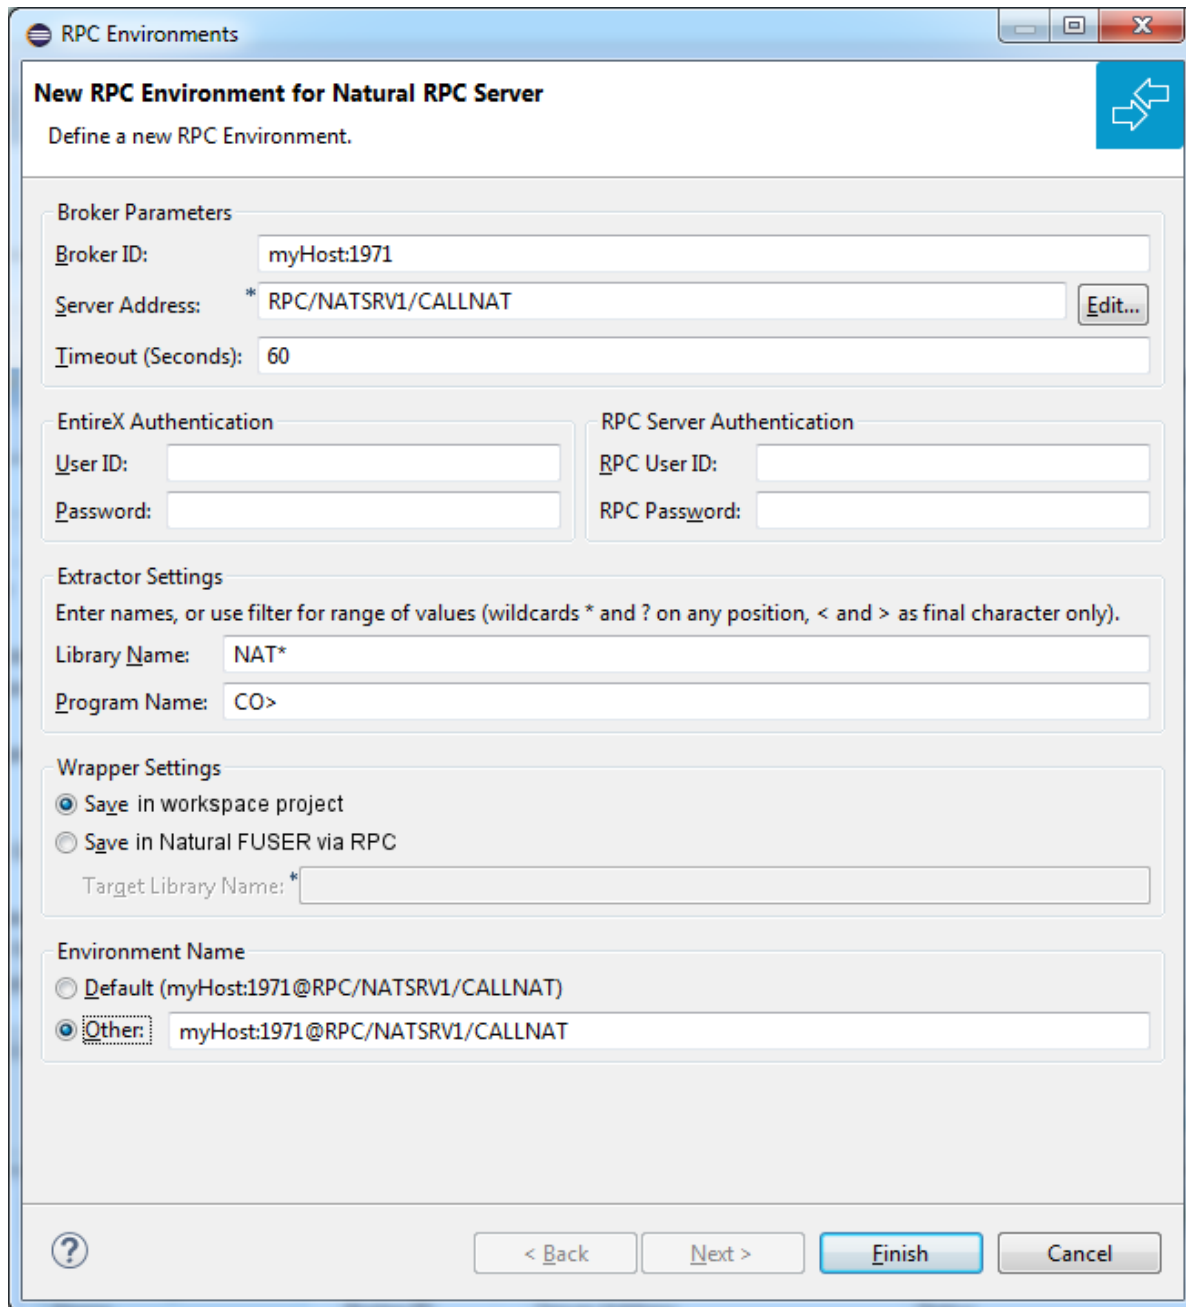 RPC Environments
New RPC Environment for Natural RPC Server
Define a new RPC Environment.
Broker Parameters
Broker ID: myHost:1971
Server Address: * RPC/NATSRV1/CALLNAT Edit...
Timeout (Seconds): 60
EntireX Authentication RPC Server Authentication
User ID: RPC User ID:
Password: RPC Password:
Extractor Settings
Enter names, or use filter for range of values (wildcards * and ? on any position, < and > as final character only).
Library Name: NAT*
Program Name: CO>
Wrapper Settings
Save in workspace project
Save in Natural FUSER via RPC
Target Library Name: *
Environment Name
Default (myHost:1971@RPC/NATSRV1/CALLNAT)
Other: myHost:1971@RPC/NATSRV1/CALLNAT
? < Back Next > Finish Cancel